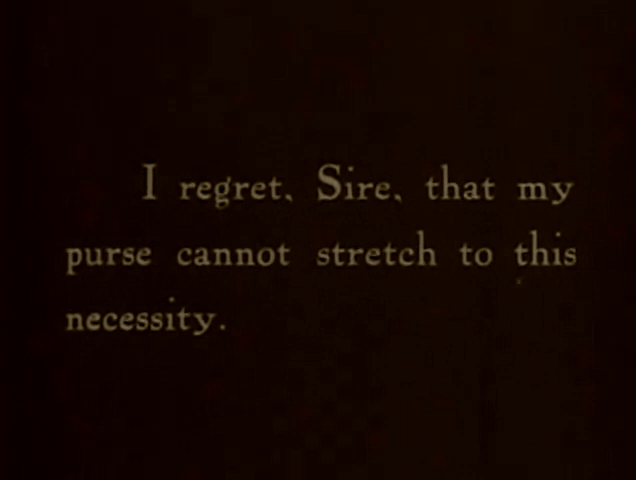 I regret, Sire, that my
purse cannot stretch to this
necessity.